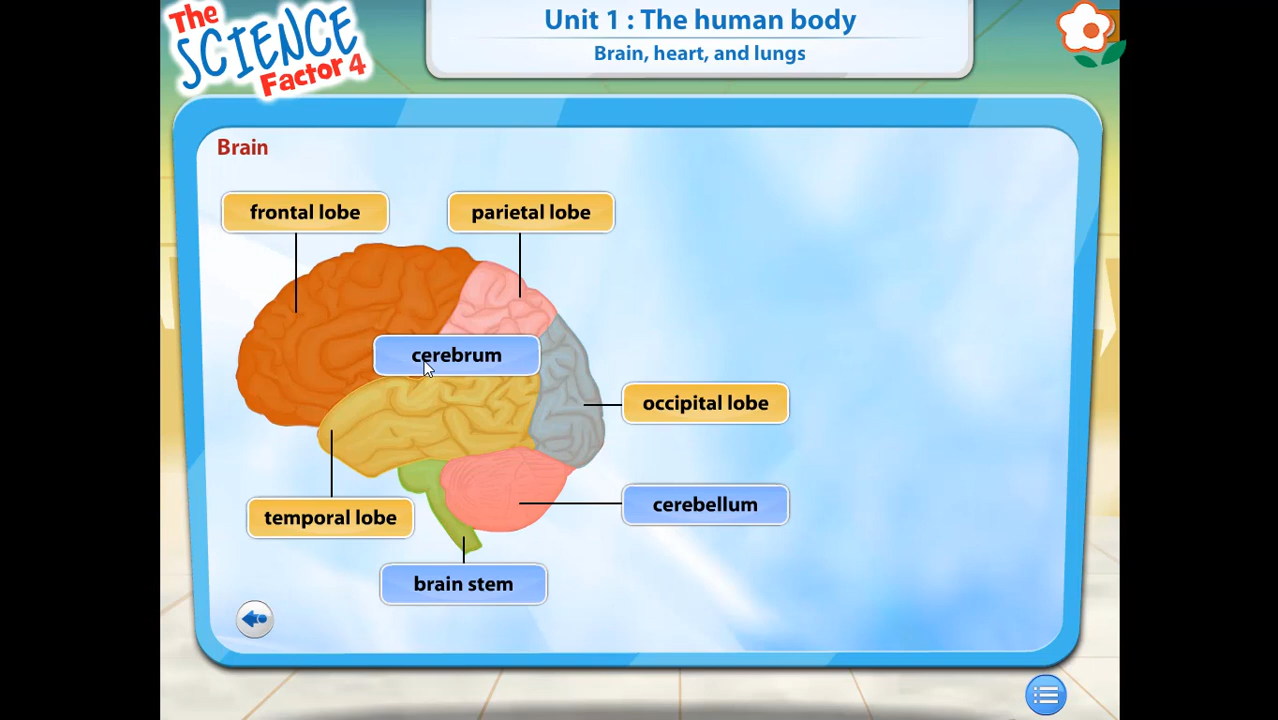 The
SCIENCE
Factor 4
Unit 1 : The human body
Brain, heart, and lungs
Brain
frontal lobe
parietal lobe
cerebrum
occipital lobe
cerebellum
temporal lobe
brain stem